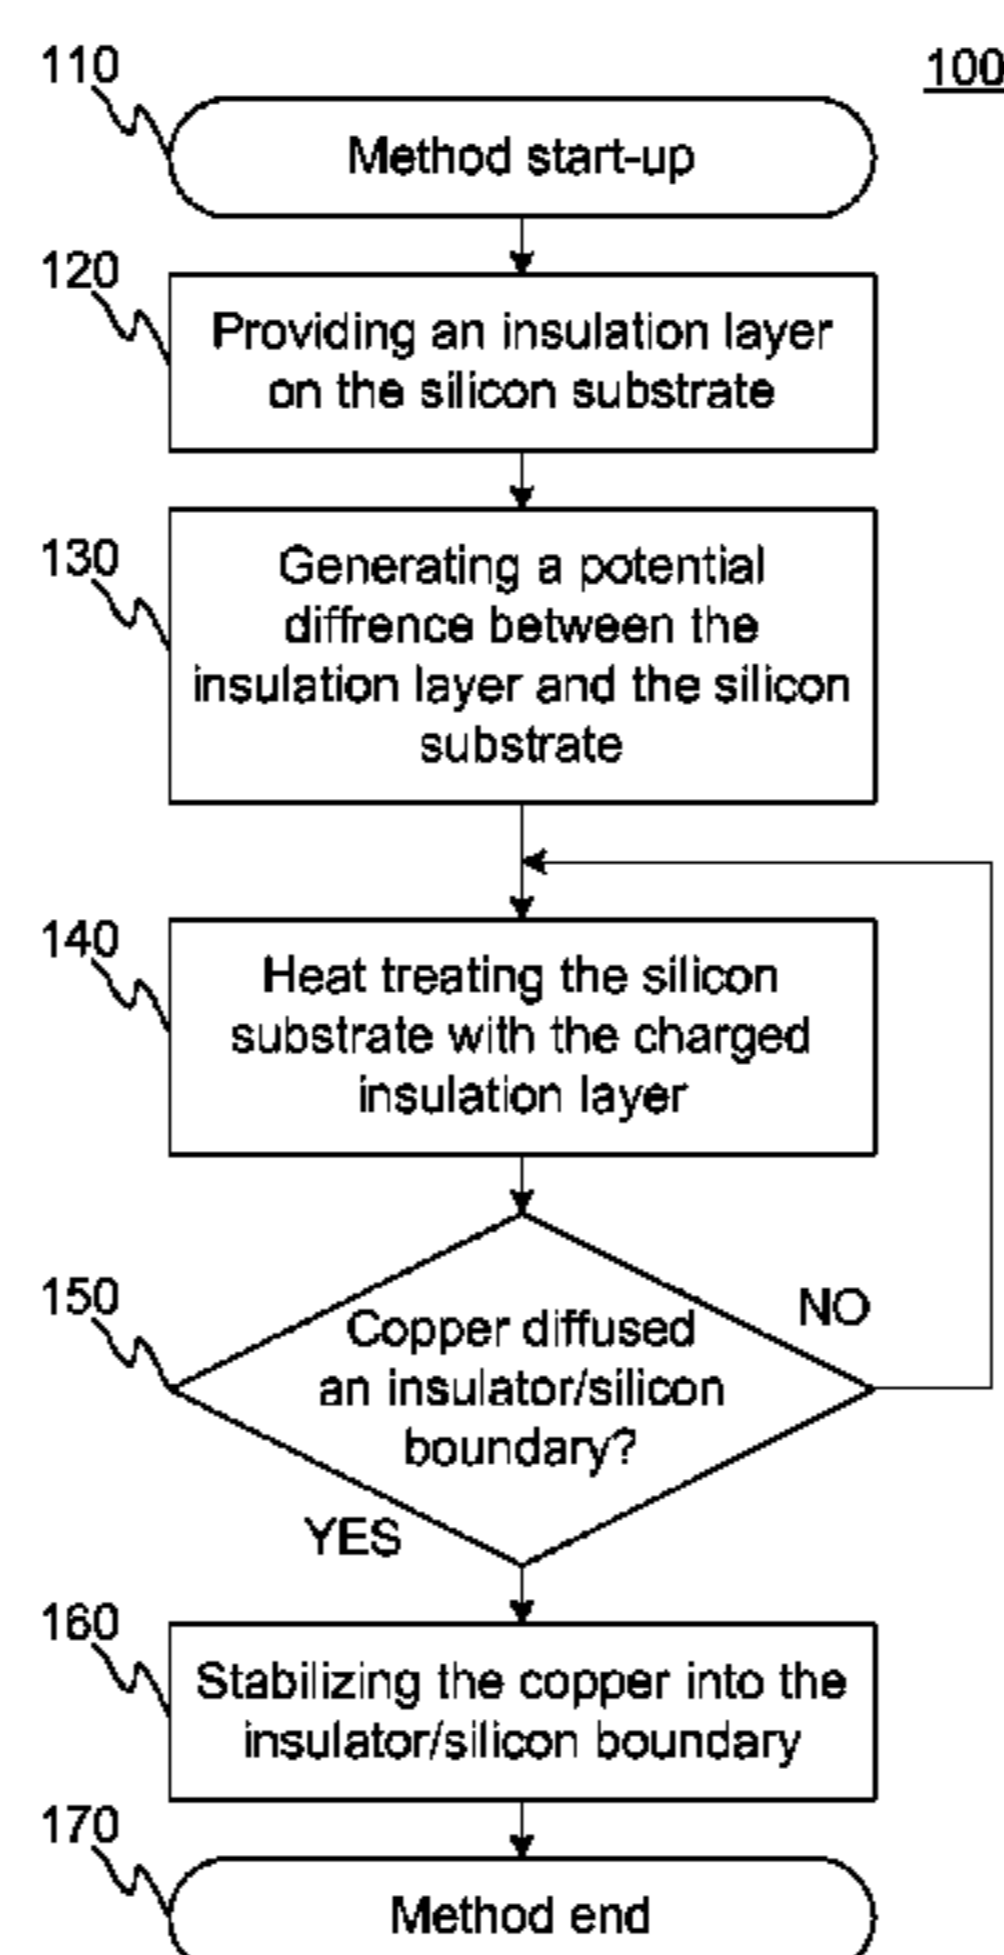 110
100
Method start-up
120
Providing an insulation layer
on the silicon substrate
130
Generating a potential
diffrence between the
insulation layer and the silicon
substrate
140
Heat treating the silicon
substrate with the charged
insulation layer
150
NO
Copper diffused
an insulator/silicon
boundary?
YES
160
Stabilizing the copper into the
insulator/silicon boundary
170
Method end